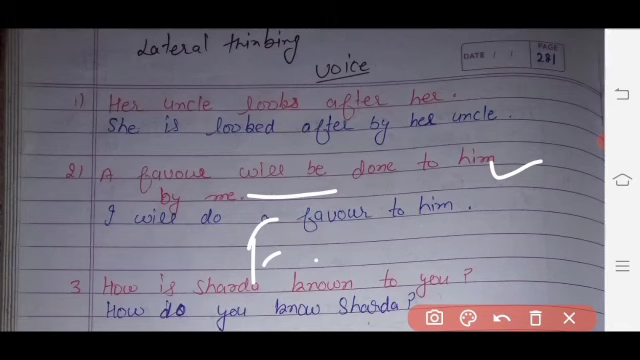 Lateral thinking
Voice
DATE / /
PAGE 281
1) Her uncle looks after her.
She is looked after by her uncle.
2) A favour will be done to him
by me.
I will do a favour to him.
3 How is Sharda known to you?
How do you know Sharda?